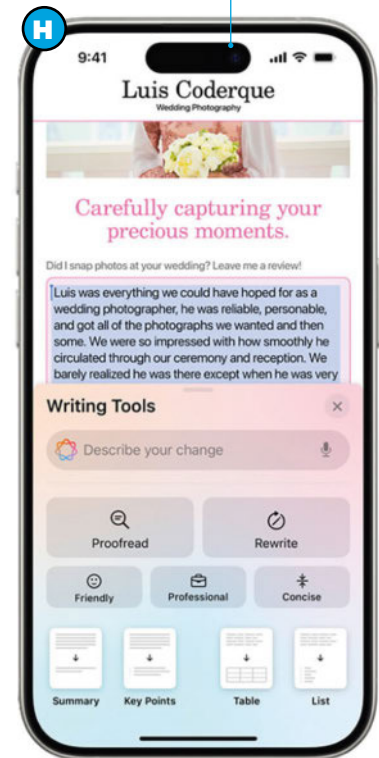 H
9:41
Luis Coderque
Wedding Photography
Carefully capturing your
precious moments.
Did I snap photos at your wedding? Leave me a review!
Luis was everything we could have hoped for as a
wedding photographer, he was reliable, personable,
and got all of the photographs we wanted and then
some. We were so impressed with how smoothly he
circulated through our ceremony and reception. We
barely realized he was there except when he was very
Writing Tools
Describe your change
Proofread Rewrite
Friendly Professional Concise
Summary Key Points Table List